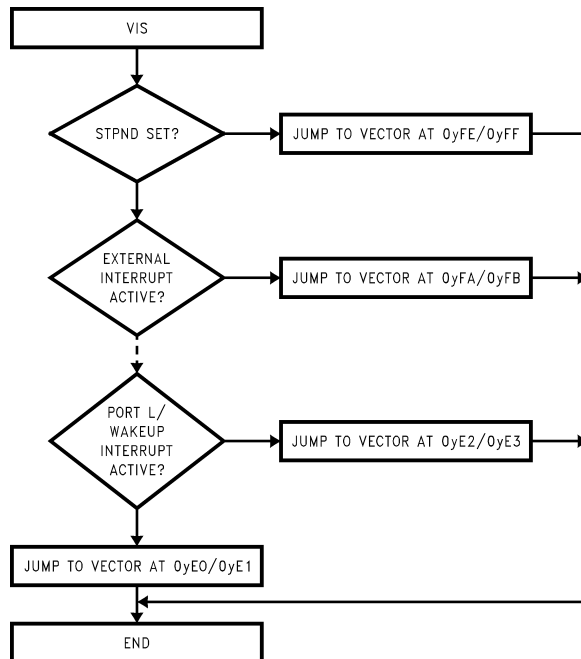 VIS
STPND SET?
JUMP TO VECTOR AT 0yFE/0yFF
EXTERNAL
INTERRUPT
ACTIVE?
JUMP TO VECTOR AT 0yFA/0yFB
PORT L/
WAKEUP
INTERRUPT
ACTIVE?
JUMP TO VECTOR AT 0yE2/0yE3
JUMP TO VECTOR AT 0yE0/0yE1
END